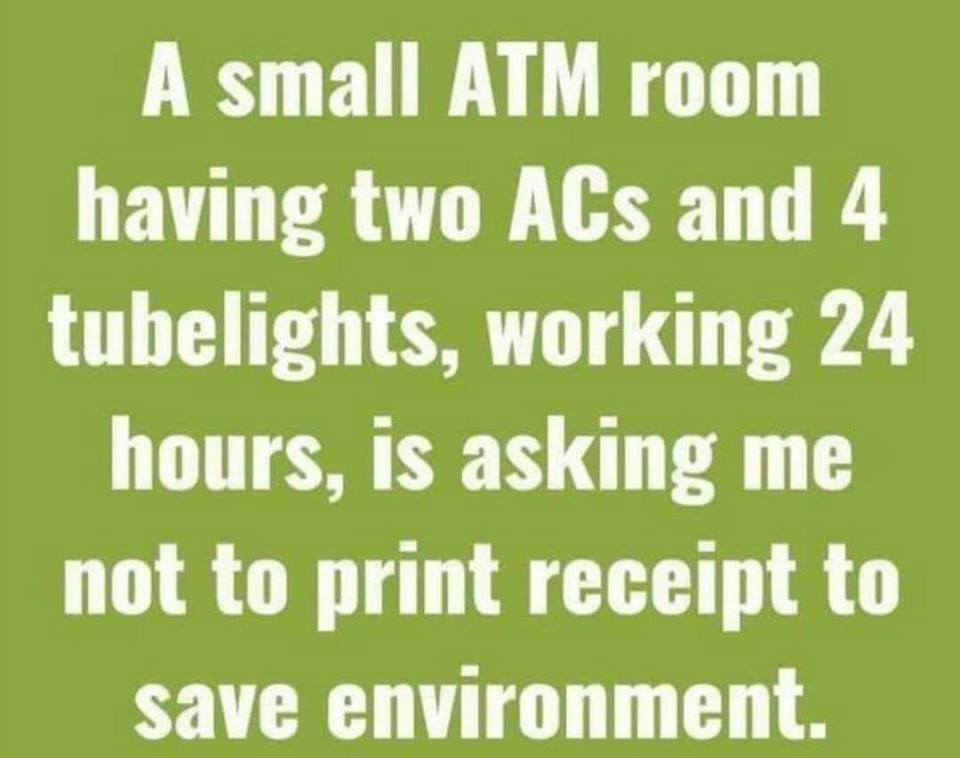 A small ATM room
having two ACs and 4
tubelights, working 24
hours, is asking me
not to print receipt to
save environment.